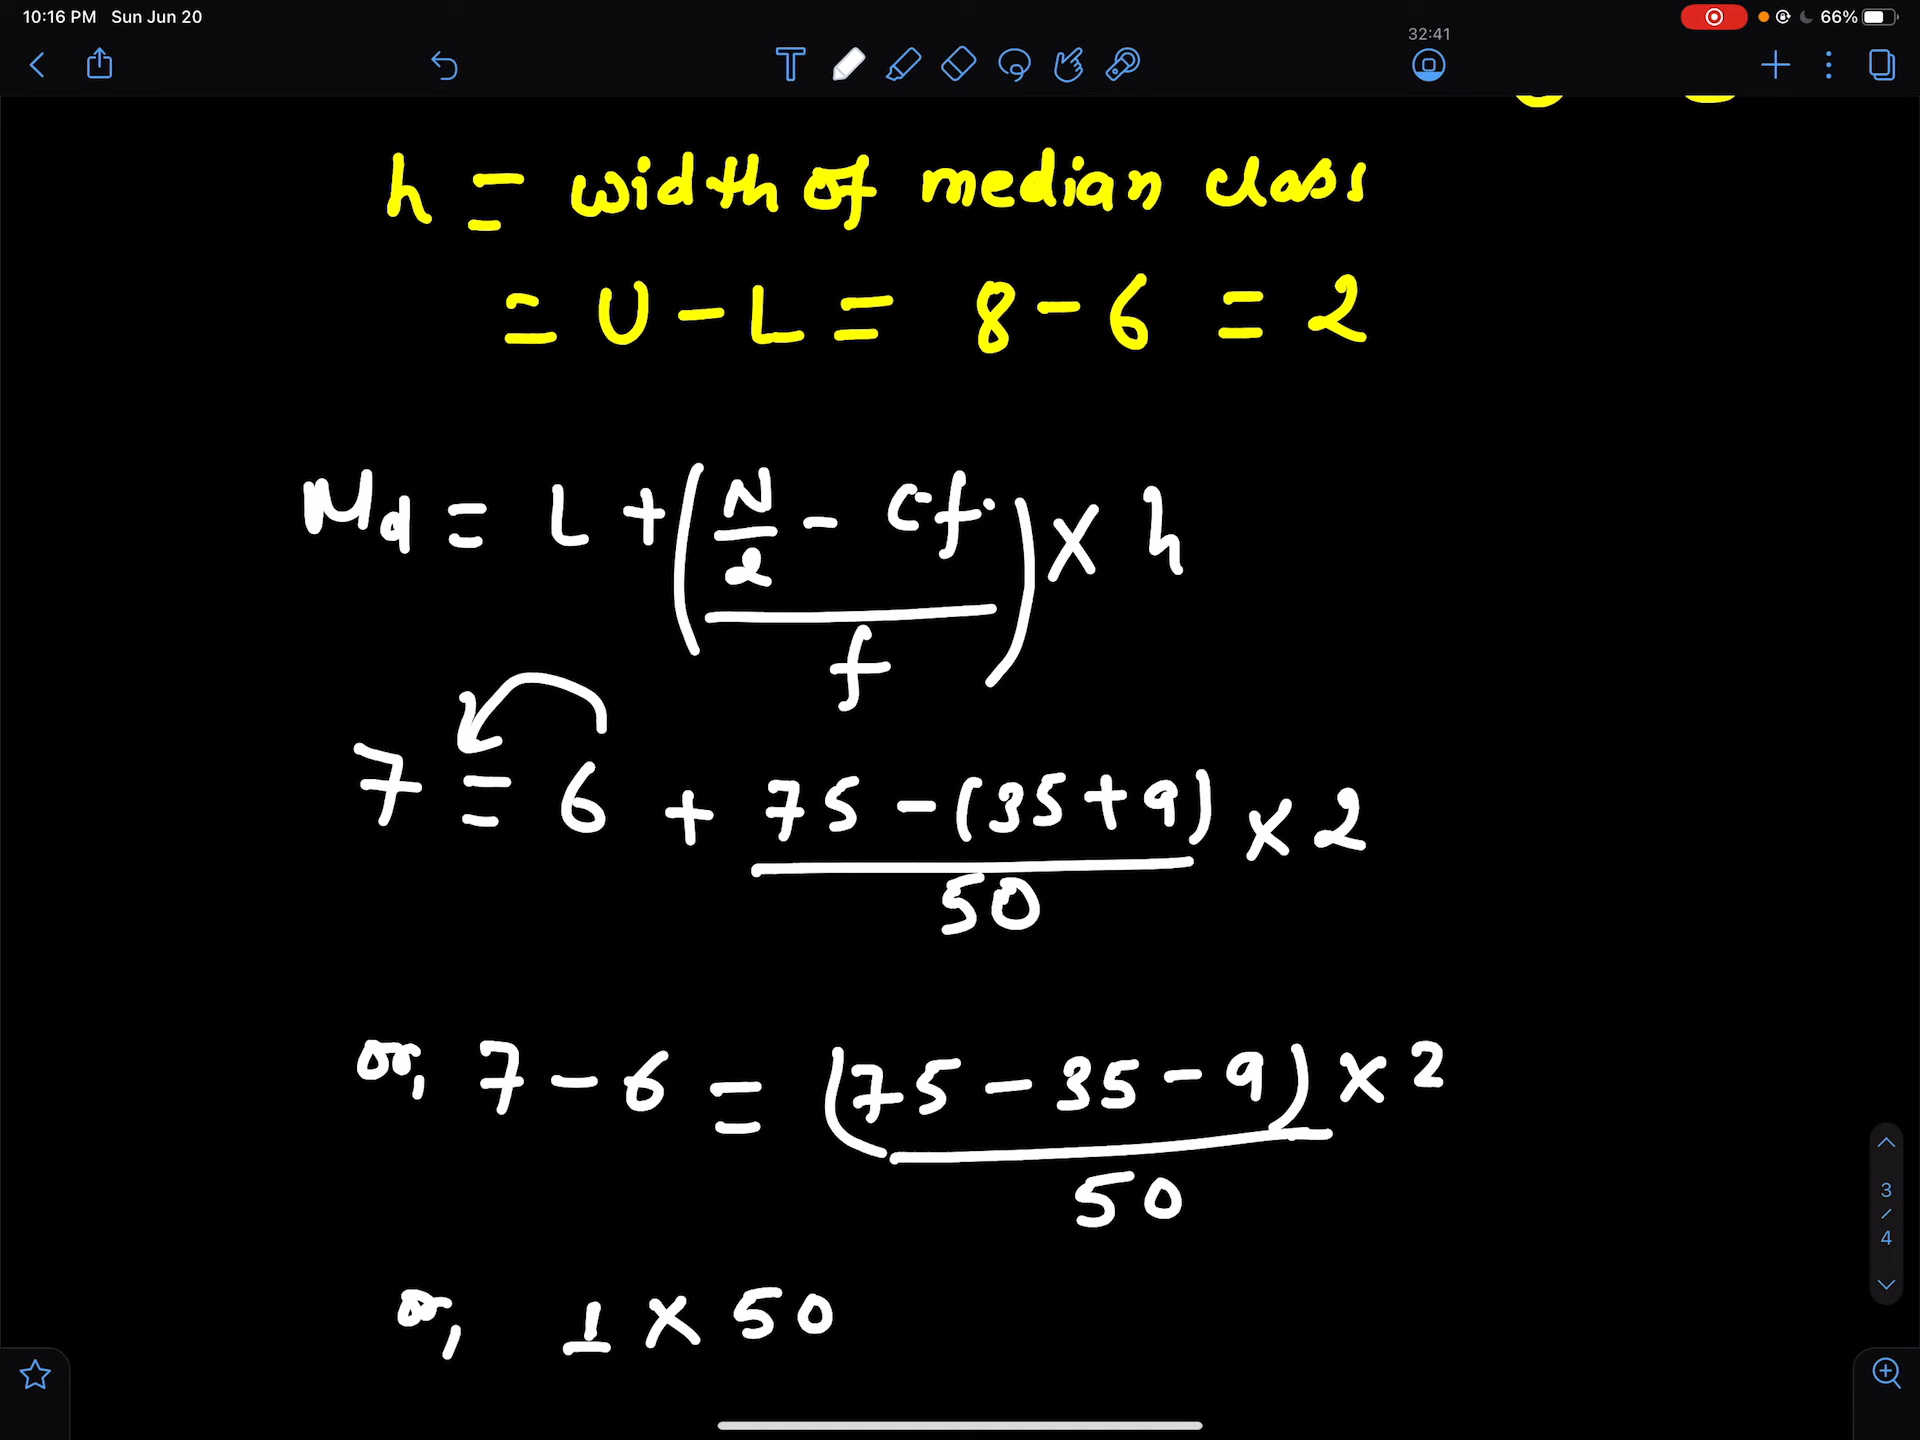 10:16 PM Sun Jun 20
66%
32:41
h = width of median class
= U - L = 8 - 6 = 2
Md = L + (N/2 - cf. / f) × h
7 = 6 + 75 - (35 + 9) / 50 × 2
or, 7 - 6 = (75 - 35 - 9) × 2 / 50
or, 1 × 50
3
/
4